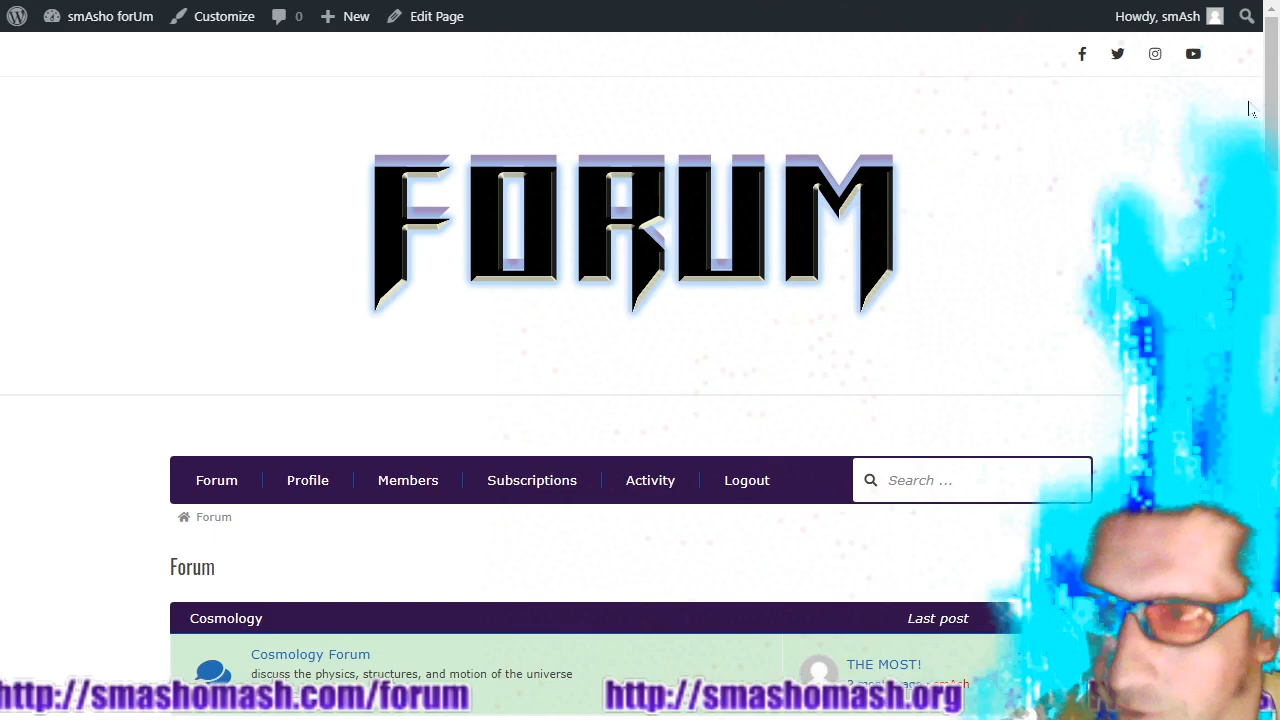 smAsho forUm Customize 0 New Edit Page Howdy, smAsh
FORUM
Forum Profile Members Subscriptions Activity Logout Search ...
Forum
Forum
Cosmology Last post
Cosmology Forum
discuss the physics, structures, and motion of the universe
THE MOST!
http://smashomash.com/forum http://smashomash.org